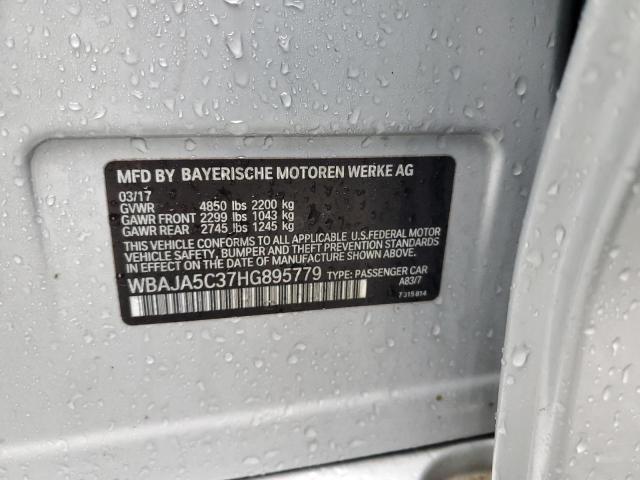 MFD BY BAYERISCHE MOTOREN WERKE AG
03/17
GVWR 4850 lbs 2200 kg
GAWR FRONT 2299 lbs 1043 kg
GAWR REAR 2745 lbs 1245 kg
THIS VEHICLE CONFORMS TO ALL APPLICABLE U.S.FEDERAL MOTOR
VEHICLE SAFETY, BUMPER AND THEFT PREVENTION STANDARDS
IN EFFECT ON THE DATE OF MANUFACTURE SHOWN ABOVE.
WBAJA5C37HG895779 TYPE: PASSENGER CAR
A83/7
7315814